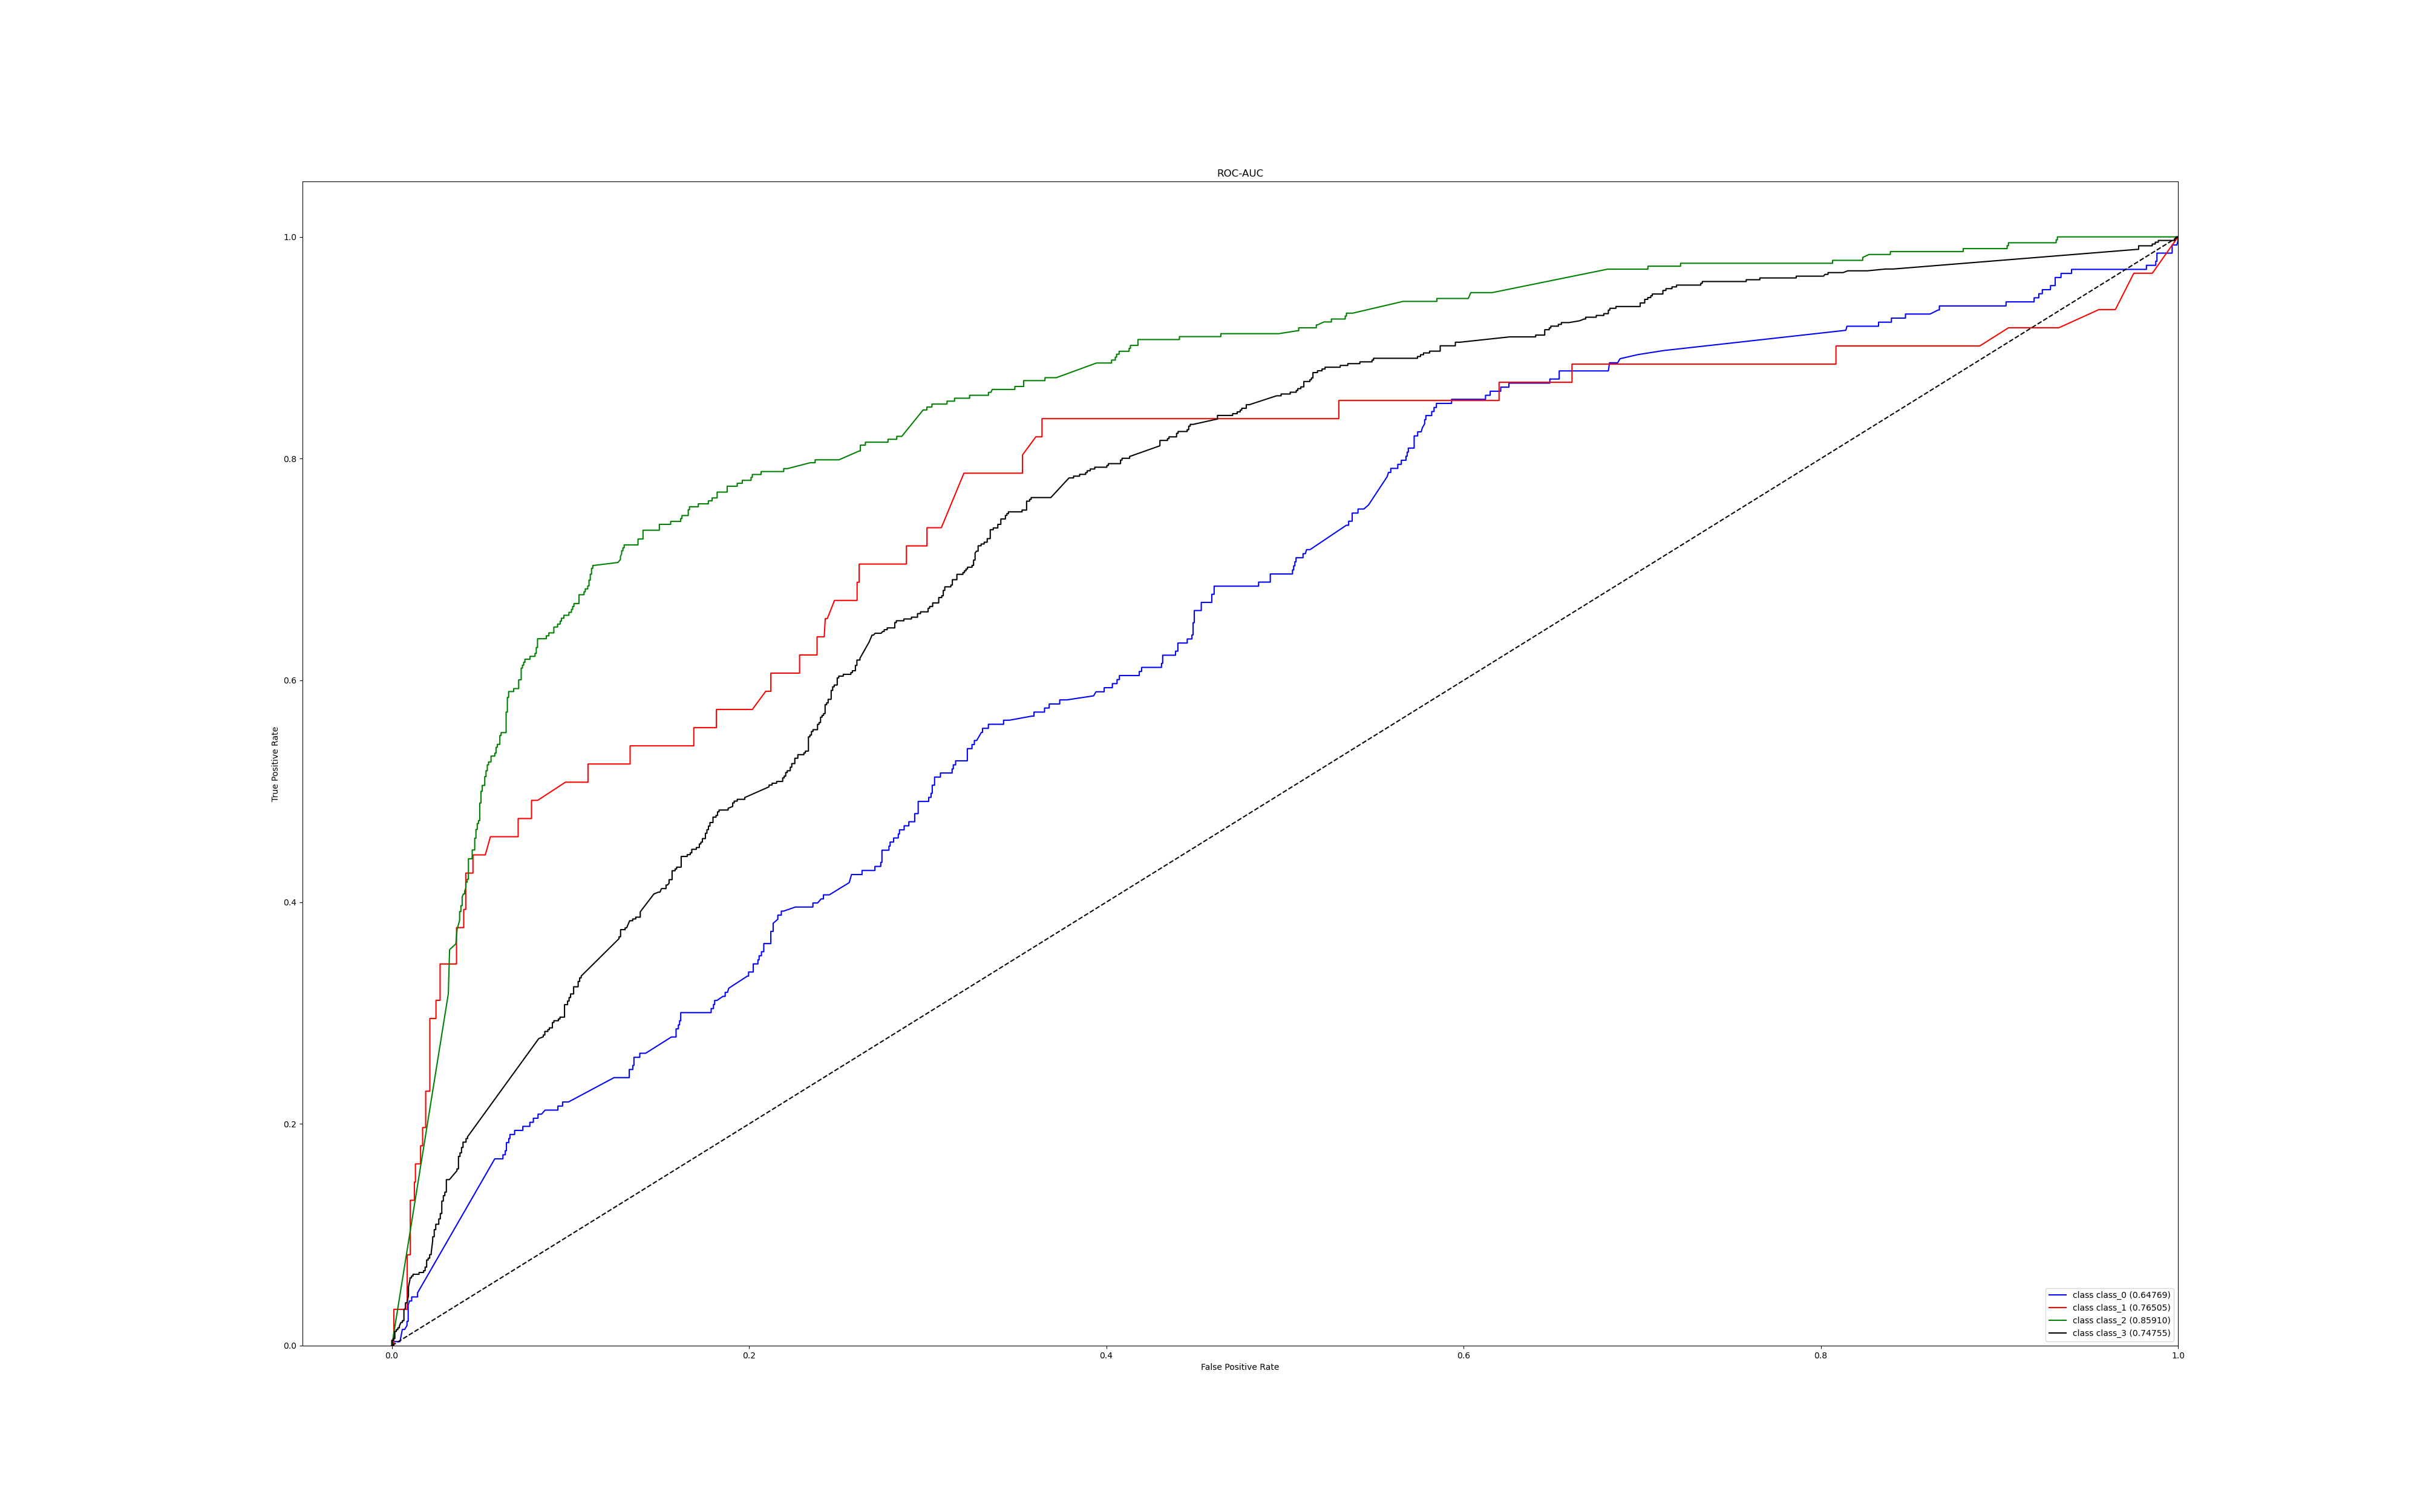 ROC-AUC
1.0
0.8
0.6
0.4
0.2
0.0
True Positive Rate
0.0 0.2 0.4 0.6 0.8 1.0
False Positive Rate
class class_0 (0.64769)
class class_1 (0.76505)
class class_2 (0.85910)
class class_3 (0.74755)